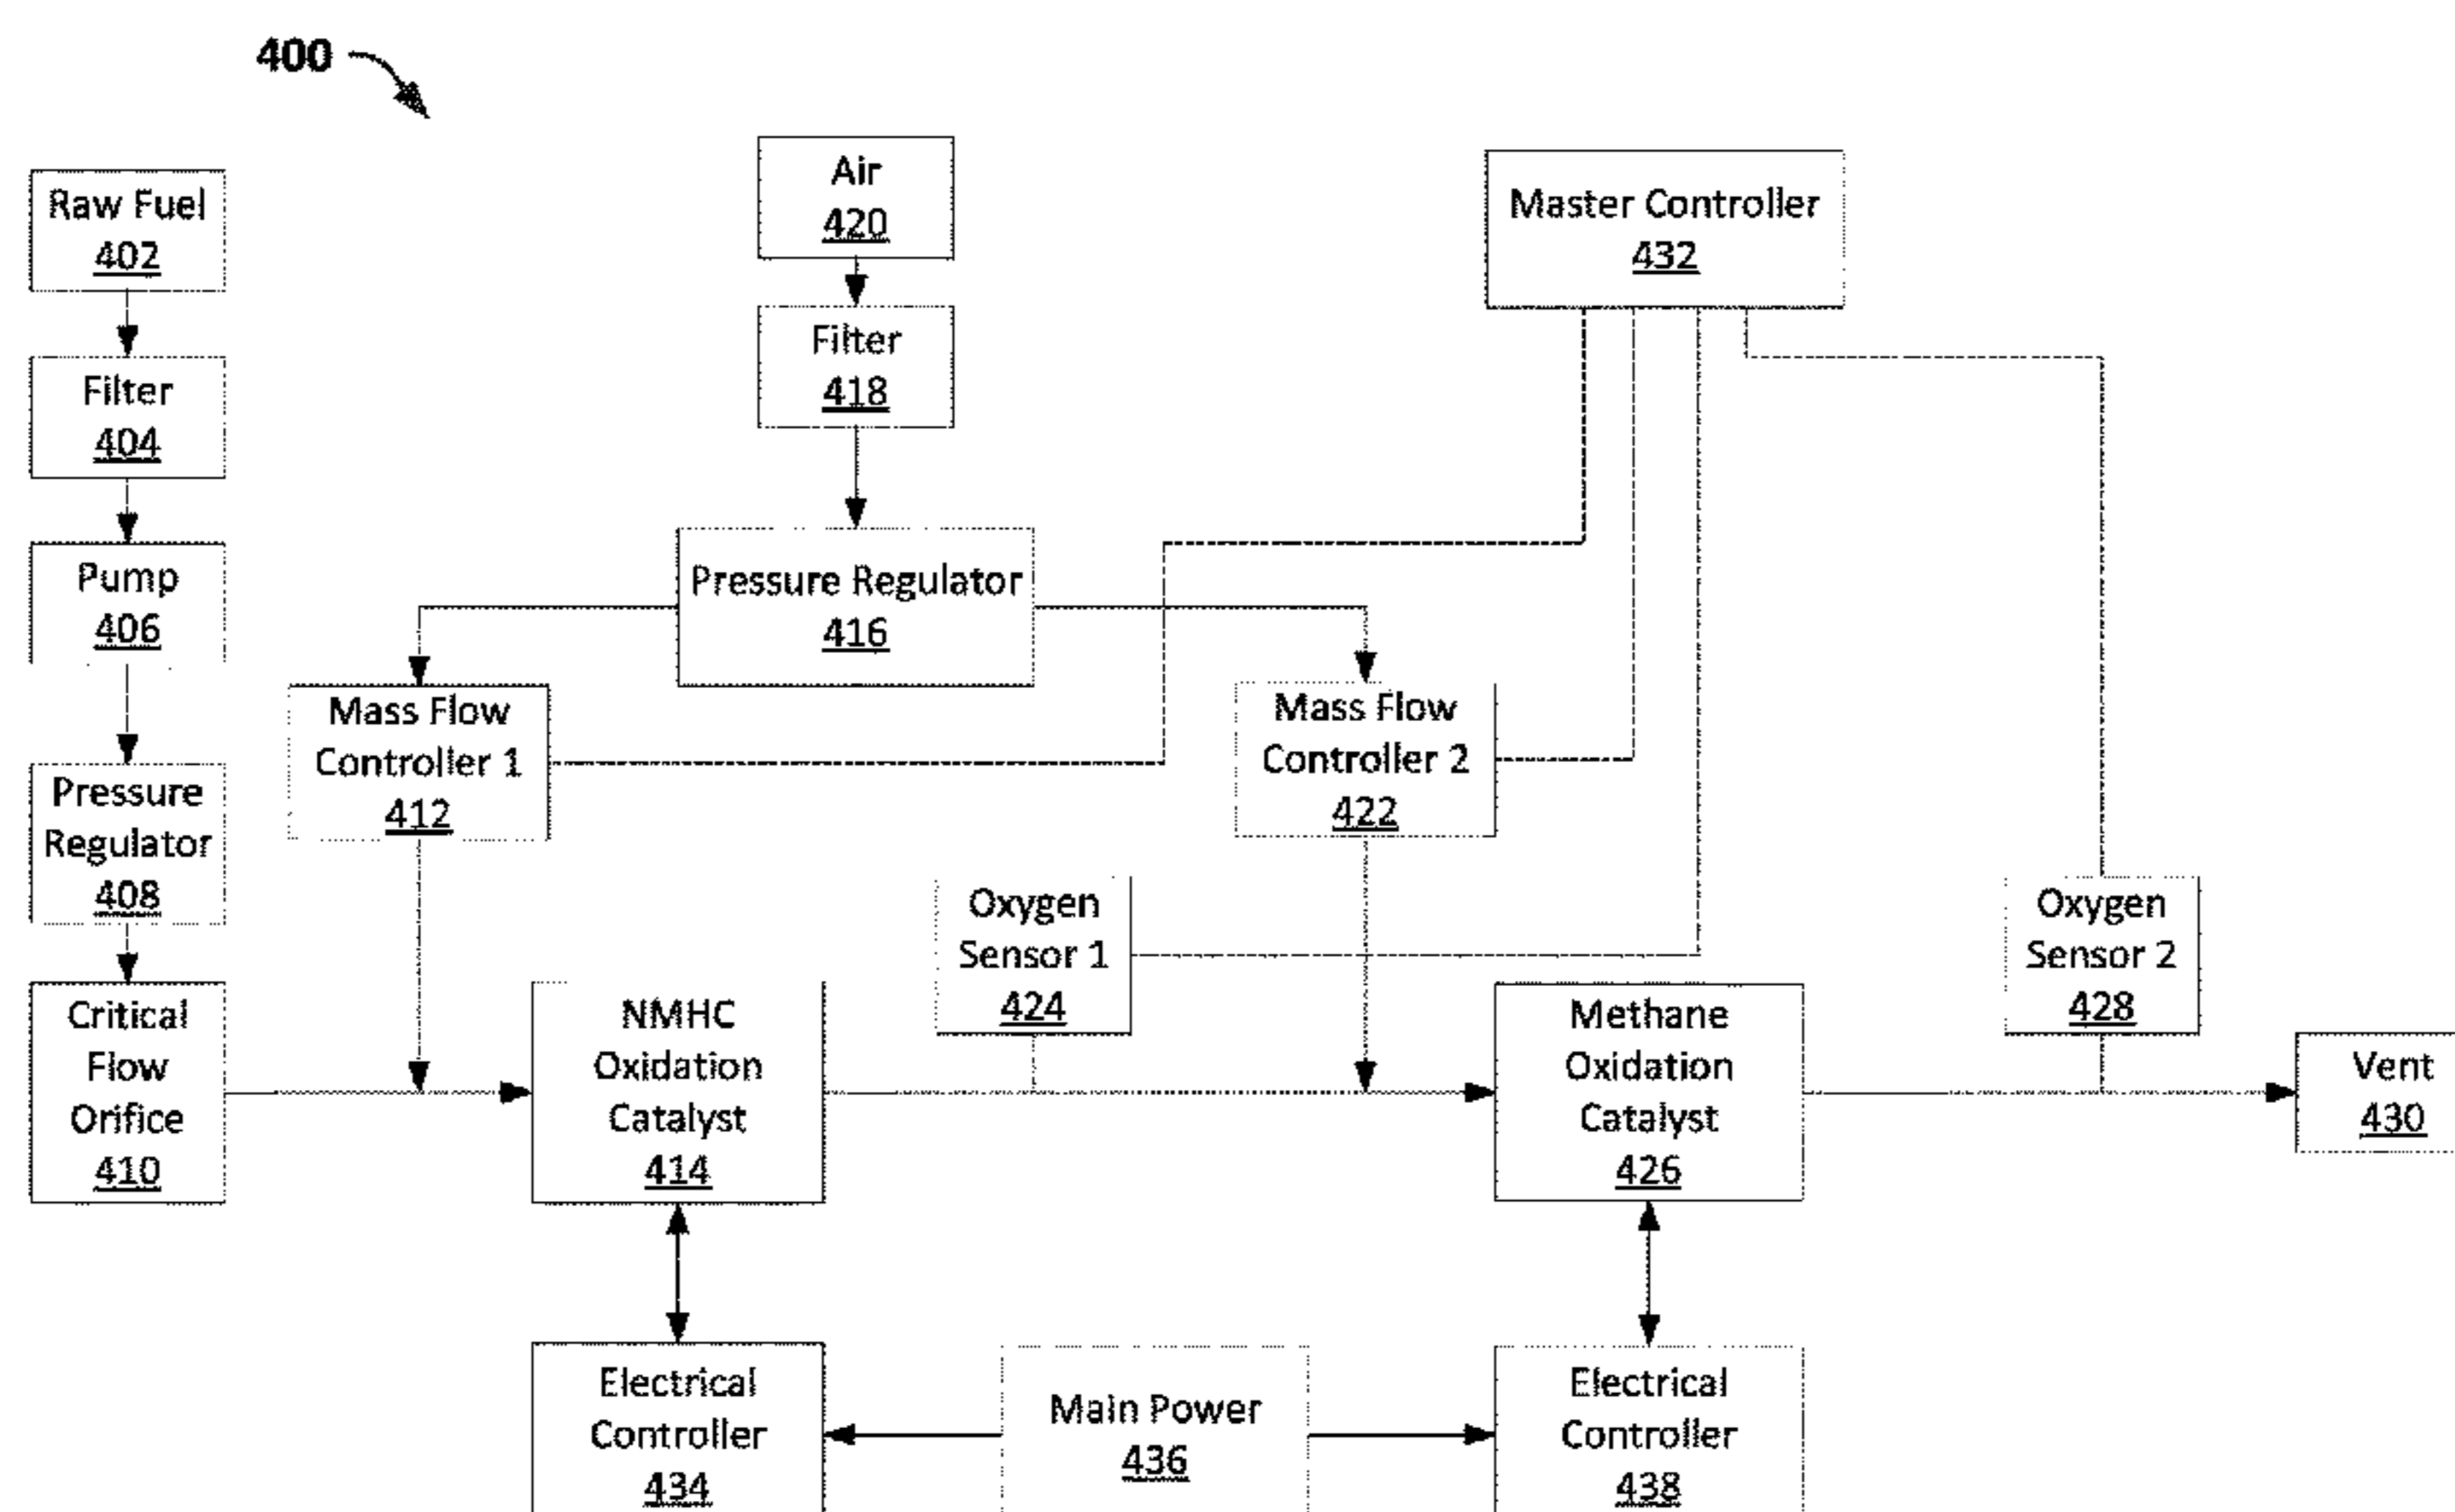 400
Raw Fuel
402
Filter
404
Pump
406
Pressure
Regulator
408
Critical
Flow
Orifice
410
Air
420
Filter
418
Pressure Regulator
416
Mass Flow
Controller 1
412
Master Controller
432
Mass Flow
Controller 2
422
Oxygen
Sensor 1
424
Oxygen
Sensor 2
428
NMHC
Oxidation
Catalyst
414
Methane
Oxidation
Catalyst
426
Vent
430
Electrical
Controller
434
Main Power
436
Electrical
Controller
438